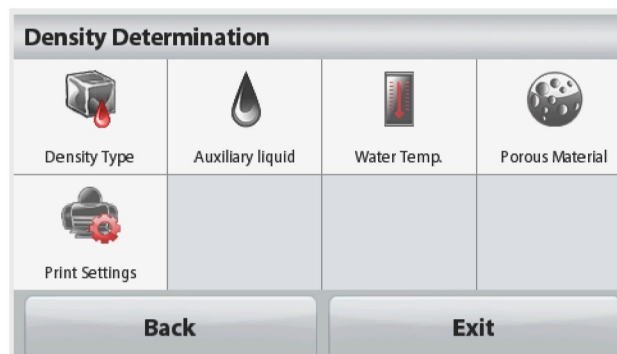 Density Determination
Density Type
Auxiliary liquid
Water Temp.
Porous Material
Print Settings
Back
Exit